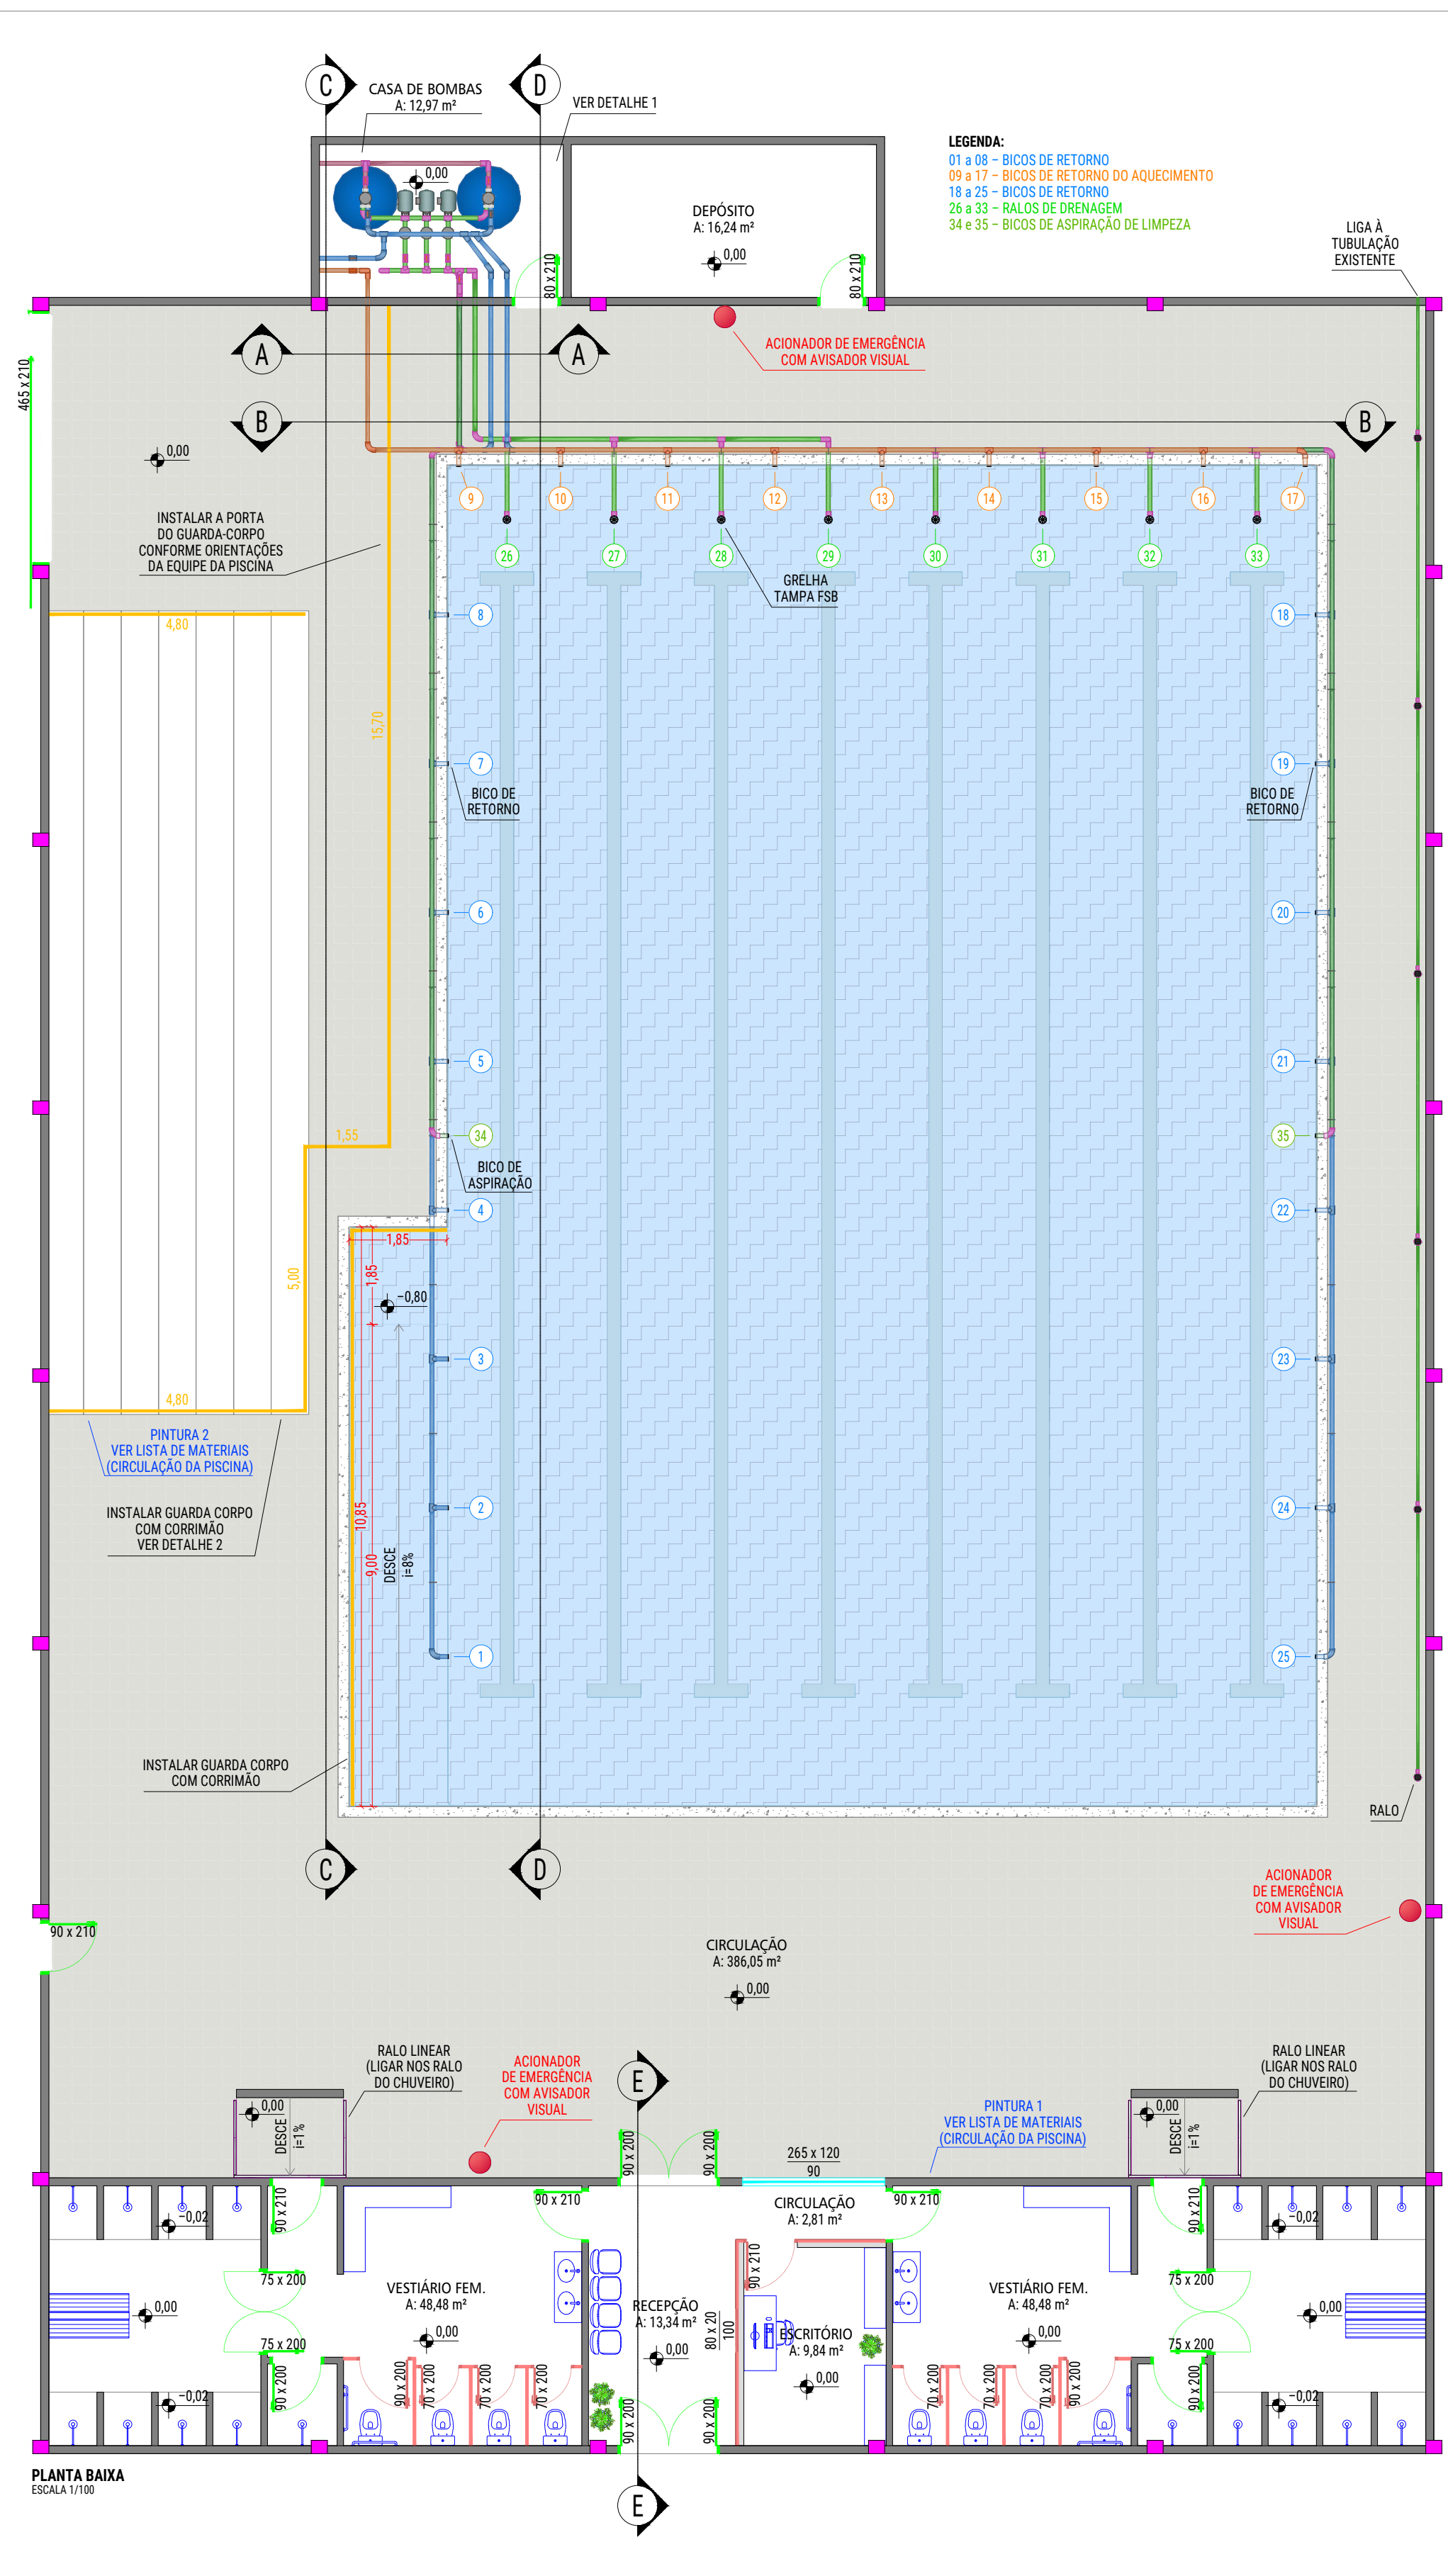 C
D
CASA DE BOMBAS
A: 12,97 m²
VER DETALHE 1
LEGENDA:
01 a 08 – BICOS DE RETORNO
09 a 17 – BICOS DE RETORNO DO AQUECIMENTO
18 a 25 – BICOS DE RETORNO
26 a 33 – RALOS DE DRENAGEM
34 e 35 – BICOS DE ASPIRAÇÃO DE LIMPEZA
0,00
DEPÓSITO
A: 16,24 m²
0,00
80 x 210
80 x 210
LIGA À
TUBULAÇÃO
EXISTENTE
465 x 210
A
A
ACIONADOR DE EMERGÊNCIA
COM AVISADOR VISUAL
B
B
0,00
9
10
11
12
13
14
15
16
17
INSTALAR A PORTA
DO GUARDA-CORPO
CONFORME ORIENTAÇÕES
DA EQUIPE DA PISCINA
26
27
28
29
30
31
32
33
GRELHA
TAMPA FSB
4,80
8
18
15,70
7
19
BICO DE
RETORNO
BICO DE
RETORNO
6
20
5
21
1,55
34
35
BICO DE
ASPIRAÇÃO
4
22
1,85
1,85
5,00
−0,80
3
23
4,80
PINTURA 2
VER LISTA DE MATERIAIS
(CIRCULAÇÃO DA PISCINA)
INSTALAR GUARDA CORPO
COM CORRIMÃO
VER DETALHE 2
10,85
9,00
DESCE
i=8%
2
24
1
25
INSTALAR GUARDA CORPO
COM CORRIMÃO
RALO
C
D
ACIONADOR
DE EMERGÊNCIA
COM AVISADOR
VISUAL
90 x 210
CIRCULAÇÃO
A: 386,05 m²
0,00
RALO LINEAR
(LIGAR NOS RALO
DO CHUVEIRO)
ACIONADOR
DE EMERGÊNCIA
COM AVISADOR
VISUAL
E
PINTURA 1
VER LISTA DE MATERIAIS
(CIRCULAÇÃO DA PISCINA)
RALO LINEAR
(LIGAR NOS RALO
DO CHUVEIRO)
0,00
DESCE
i=1%
0,00
DESCE
i=1%
90 x 200
90 x 200
265 x 120
90
90 x 210
90 x 210
90 x 210
90 x 210
CIRCULAÇÃO
A: 2,81 m²
−0,02
−0,02
90 x 210
75 x 200
75 x 200
VESTIÁRIO FEM.
A: 48,48 m²
0,00
RECEPÇÃO
A: 13,34 m²
0,00
80 x 20
100
ESCRITÓRIO
A: 9,84 m²
0,00
VESTIÁRIO FEM.
A: 48,48 m²
0,00
0,00
0,00
75 x 200
75 x 200
90 x 200
90 x 200
70 x 200
70 x 200
70 x 200
90 x 200
90 x 200
70 x 200
70 x 200
70 x 200
90 x 200
90 x 200
−0,02
−0,02
PLANTA BAIXA
ESCALA 1/100
E